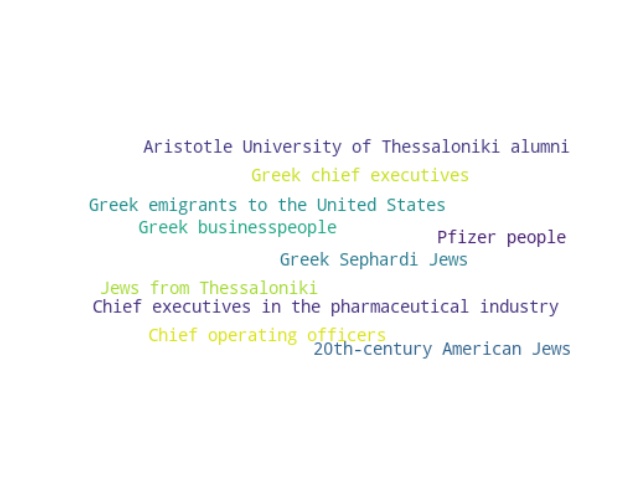 Aristotle University of Thessaloniki alumni
Greek chief executives
Greek emigrants to the United States
Greek businesspeople
Pfizer people
Greek Sephardi Jews
Jews from Thessaloniki
Chief executives in the pharmaceutical industry
Chief operating officers
20th-century American Jews